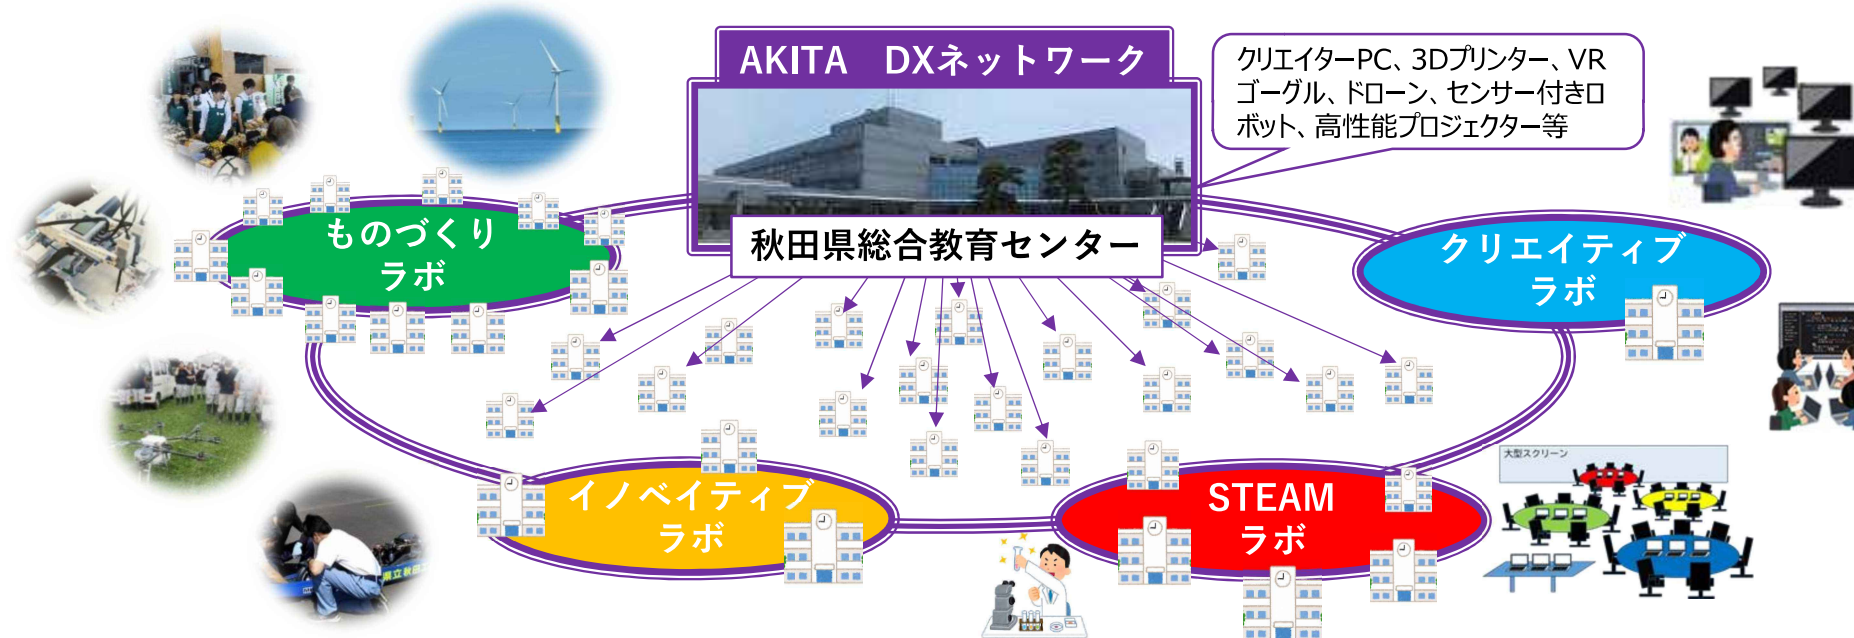 AKITA　DXネットワーク
クリエイターPC、3Dプリンター、VR
ゴーグル、ドローン、センサー付きロ
ボット、高性能プロジェクター等
秋田県総合教育センター
ものづくり
ラボ
クリエイティブ
ラボ
大型スクリーン
イノベイティブ
ラボ
STEAM
ラボ
県立秋田